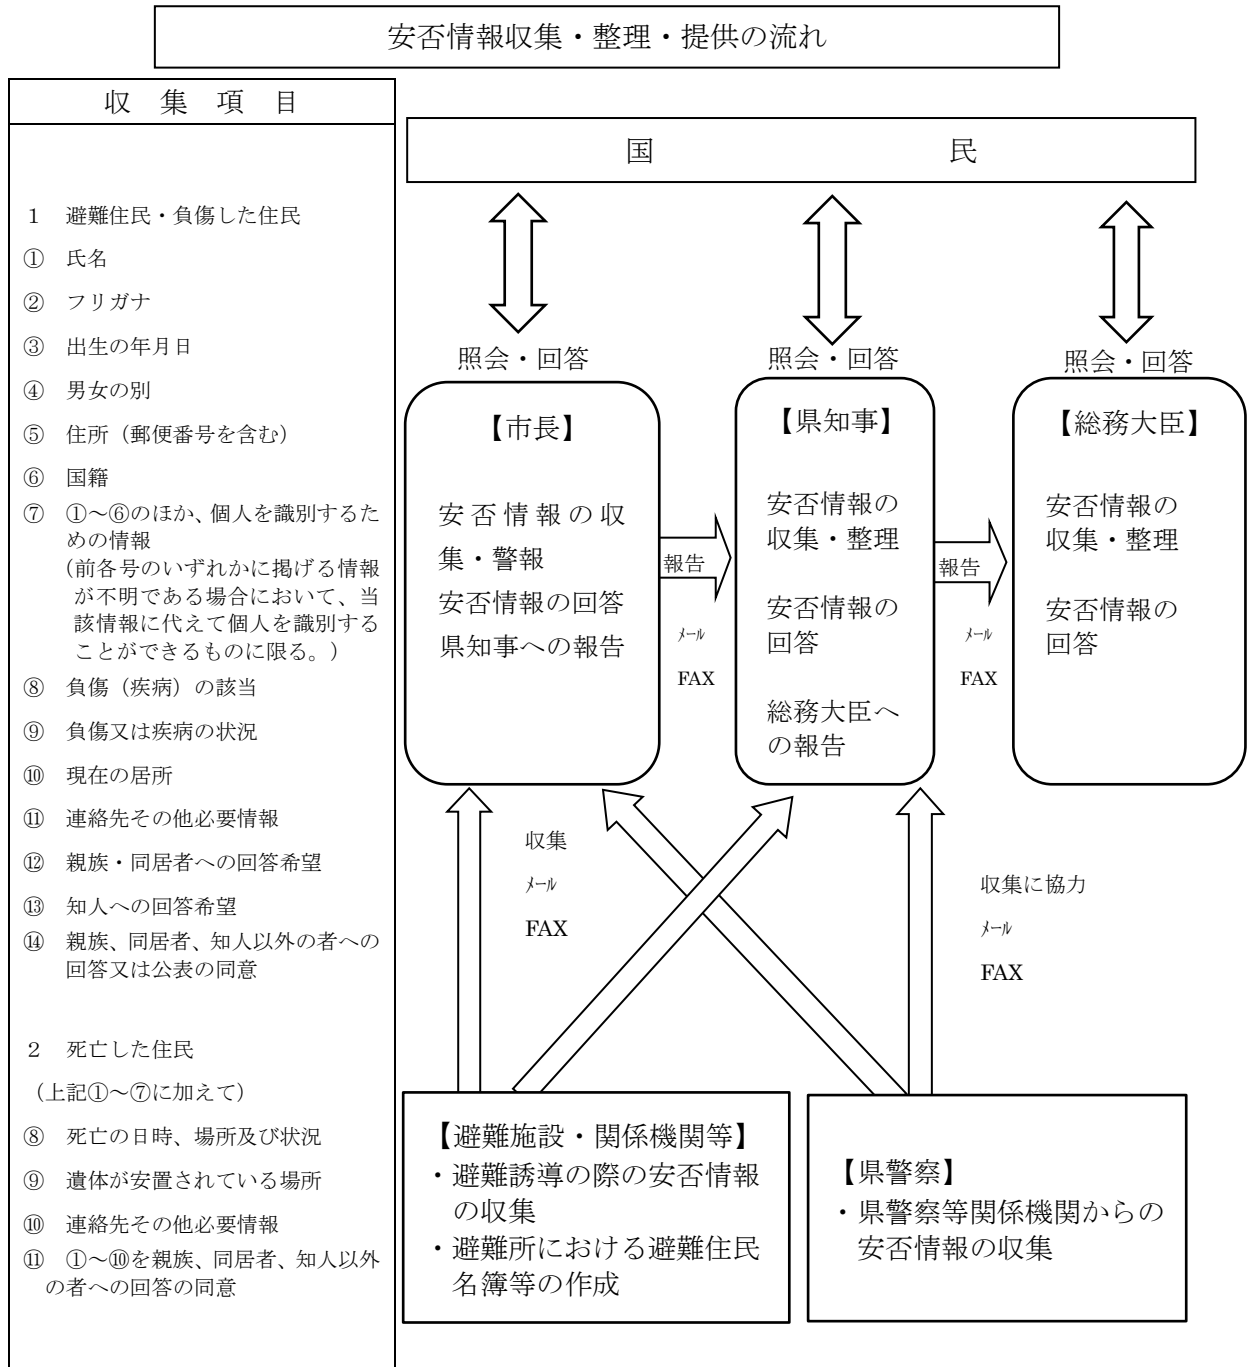 安否情報収集・整理・提供の流れ
収 集 項 目
1 避難住民・負傷した住民
① 氏名
② フリガナ
③ 出生の年月日
④ 男女の別
⑤ 住所（郵便番号を含む）
⑥ 国籍
⑦ ①～⑥のほか、個人を識別するた
めの情報
（前各号のいずれかに掲げる情報
が不明である場合において、当
該情報に代えて個人を識別する
ことができるものに限る。）
⑧ 負傷（疾病）の該当
⑨ 負傷又は疾病の状況
⑩ 現在の居所
⑪ 連絡先その他必要情報
⑫ 親族・同居者への回答希望
⑬ 知人への回答希望
⑭ 親族、同居者、知人以外の者への
回答又は公表の同意
2 死亡した住民
（上記①～⑦に加えて）
⑧ 死亡の日時、場所及び状況
⑨ 遺体が安置されている場所
⑩ 連絡先その他必要情報
⑪ ①～⑩を親族、同居者、知人以外
の者への回答の同意
国 民
照会・回答
照会・回答
照会・回答
【市長】
安否情報の収
集・警報
安否情報の回答
県知事への報告
報告
ﾒｰﾙ
FAX
【県知事】
安否情報の
収集・整理
安否情報の
回答
総務大臣へ
の報告
報告
ﾒｰﾙ
FAX
【総務大臣】
安否情報の
収集・整理
安否情報の
回答
収集
ﾒｰﾙ
FAX
収集に協力
ﾒｰﾙ
FAX
【避難施設・関係機関等】
・避難誘導の際の安否情報
の収集
・避難所における避難住民
名簿等の作成
【県警察】
・県警察等関係機関からの
安否情報の収集